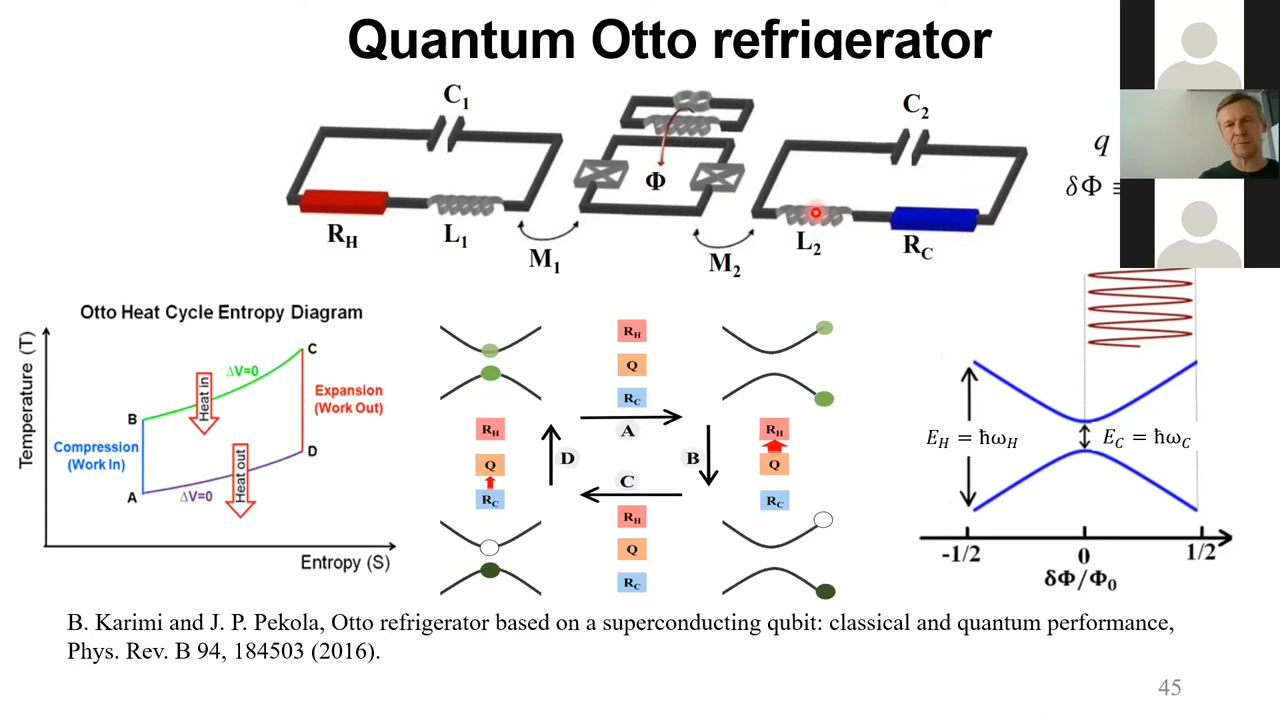 Quantum Otto refrigerator
C₁
C₂
Φ
q
δΦ ≡
R_H
L₁
M₁
M₂
L₂
R_C
Otto Heat Cycle Entropy Diagram
Temperature (T)
Entropy (S)
A
B
C
D
ΔV=0
Heat in
Compression
(Work In)
Expansion
(Work Out)
ΔV=0
Heat out
R_H
Q
R_C
A
R_H
Q
R_C
D
B
R_H
Q
R_C
C
R_H
Q
R_C
E_H = ħω_H
E_C = ħω_C
-1/2
0
1/2
δΦ/Φ₀
B. Karimi and J. P. Pekola, Otto refrigerator based on a superconducting qubit: classical and quantum performance,
Phys. Rev. B 94, 184503 (2016).
45